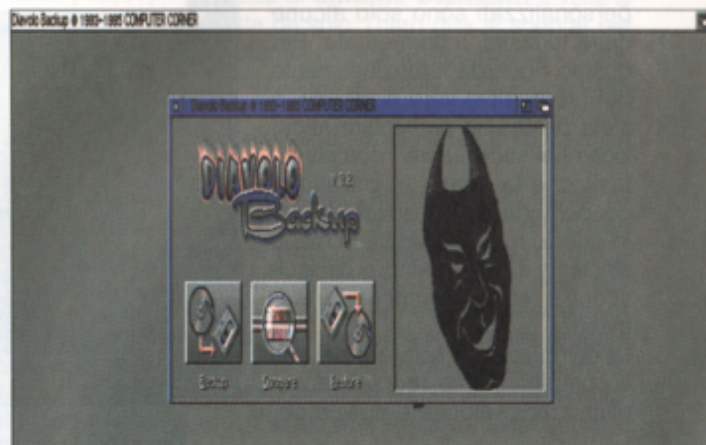 Diavolo Backup © 1993-1995 COMPUTER CORNER
Diavolo Backup © 1993-1995 COMPUTER CORNER
DIAVOLO
Backup
Backup
Compare
Restore